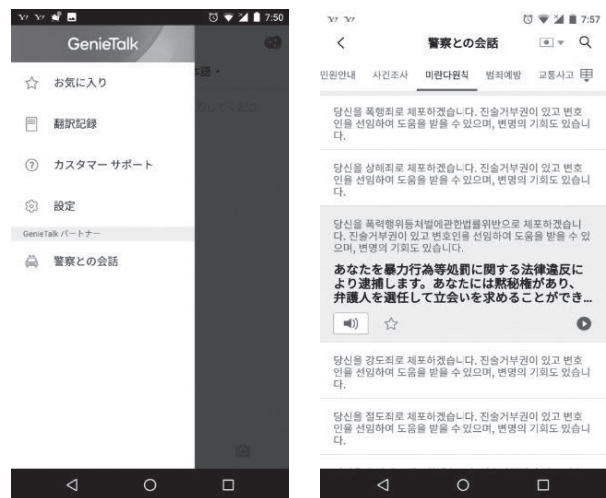 7:50
GenieTalk
お気に入り
翻訳記録
カスタマー サポート
設定
GenieTalk パートナー
警察との会話
7:57
警察との会話
민원안내 사건조사 미란다원칙 범죄예방 교통사고
당신을 폭행죄로 체포하겠습니다. 진술거부권이 있고 변호
인을 선임하여 도움을 받을 수 있으며, 변명의 기회도 있습니
다.
당신을 상해죄로 체포하겠습니다. 진술거부권이 있고 변호
인을 선임하여 도움을 받을 수 있으며, 변명의 기회도 있습니
다.
당신을 폭력행위등처벌에관한법률위반으로 체포하겠습니
다. 진술거부권이 있고 변호인을 선임하여 도움을 받을 수 있
으며, 변명의 기회도 있습니다.
あなたを暴力行為等処罰に関する法律違反に
より逮捕します。あなたには黙秘権があり、
弁護人を選任して立会いを求めることができ...
당신을 강도죄로 체포하겠습니다. 진술거부권이 있고 변호
인을 선임하여 도움을 받을 수 있으며, 변명의 기회도 있습니
다.
당신을 절도죄로 체포하겠습니다. 진술거부권이 있고 변호
인을 선임하여 도움을 받을 수 있으며, 변명의 기회도 있습니
다.